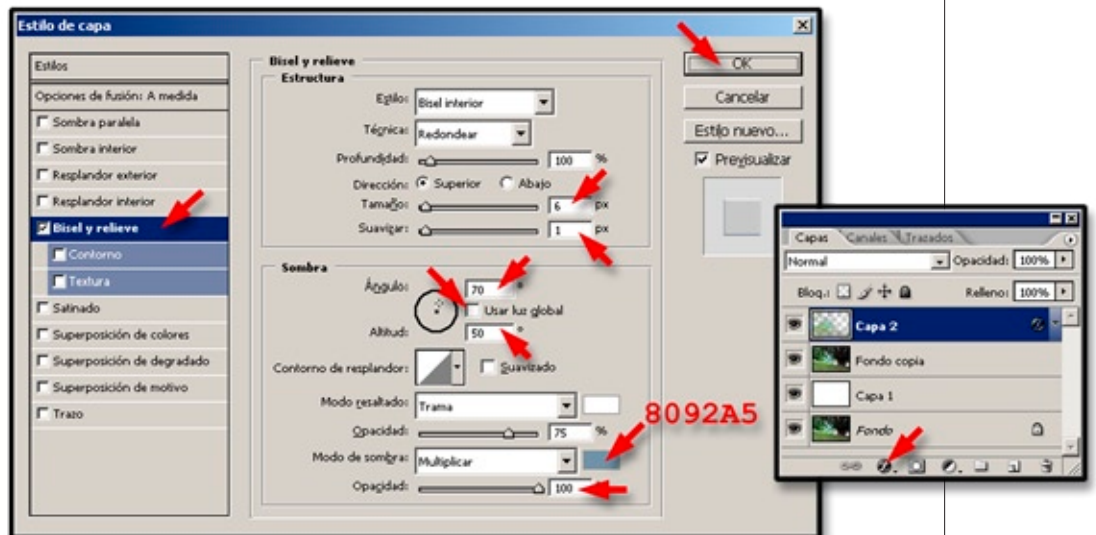 Estilo de capa
Estilos
Opciones de fusión: A medida
Sombra paralela
Sombra interior
Resplandor exterior
Resplandor interior
Bisel y relieve
Contorno
Textura
Satinado
Superposición de colores
Superposición de degradado
Superposición de motivo
Trazo
Bisel y relieve
Estructura
Estilo: Bisel interior
Técnica: Redondear
Profundidad: 100 %
Dirección: Superior Abajo
Tamaño: 6 px
Suavizar: 1 px
Sombra
Ángulo: 70 °
Usar luz global
Altitud: 50 °
Contorno de resplandor: Suavizado
Modo resaltado: Trama
Opacidad: 75 %
Modo de sombra: Multiplicar
Opacidad: 100
8092A5
OK
Cancelar
Estilo nuevo...
Previsualizar
Capas Canales Trazados
Normal Opacidad: 100%
Bloq.: Relleno: 100%
Capa 2
Fondo copia
Capa 1
Fondo